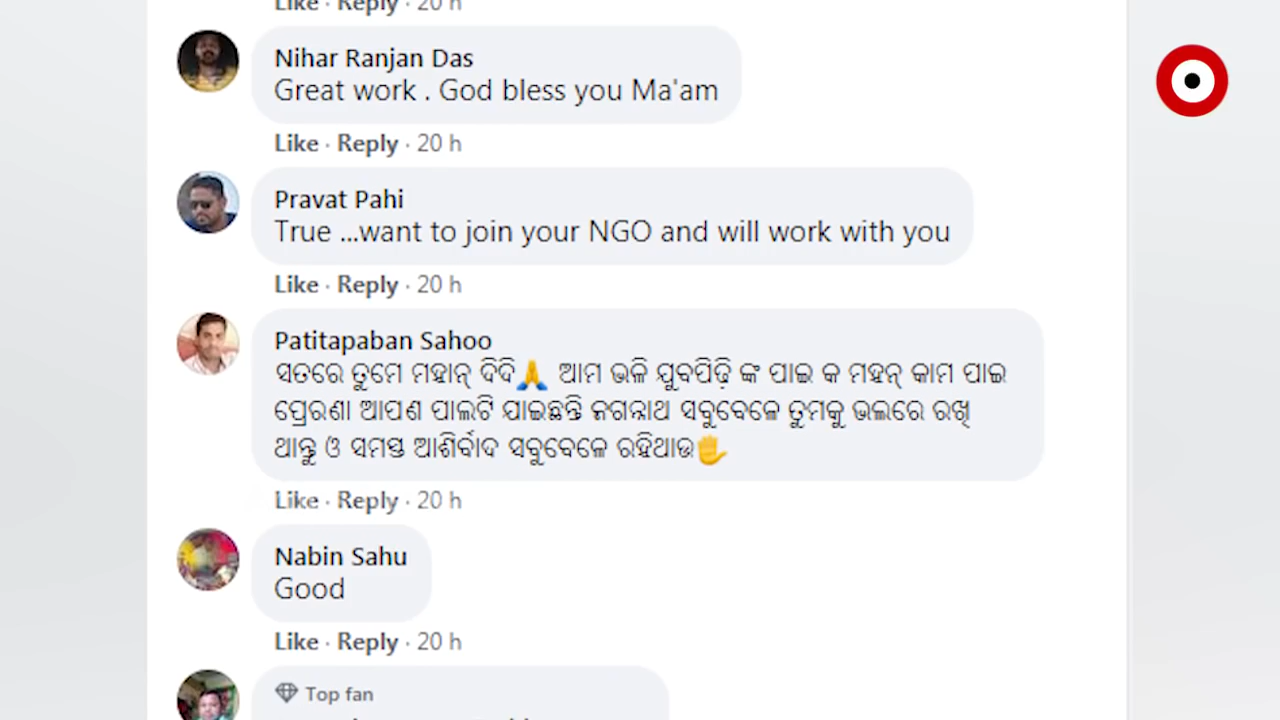 Like · Reply · 20 h
Nihar Ranjan Das
Great work . God bless you Ma'am
Like · Reply · 20 h
Pravat Pahi
True ...want to join your NGO and will work with you
Like · Reply · 20 h
Patitapaban Sahoo
ସତରେ ତୁମେ ମହାନ୍ ଦିଦି🙏 ଆମ ଭଳି ଯୁବପିଢ଼ି ଙ୍କ ପାଇ କ ମହନ୍ କାମ ପାଇ
ପ୍ରେରଣା ଆପଣ ପାଲଟି ଯାଇଛନ୍ତି ଜଗନ୍ନାଥ ସବୁବେଳେ ତୁମକୁ ଭଲରେ ରଖି
ଥାନ୍ତୁ ଓ ସମସ୍ତ ଆଶିର୍ବାଦ ସବୁବେଳେ ରହିଥାଉ✋
Like · Reply · 20 h
Nabin Sahu
Good
Like · Reply · 20 h
Top fan